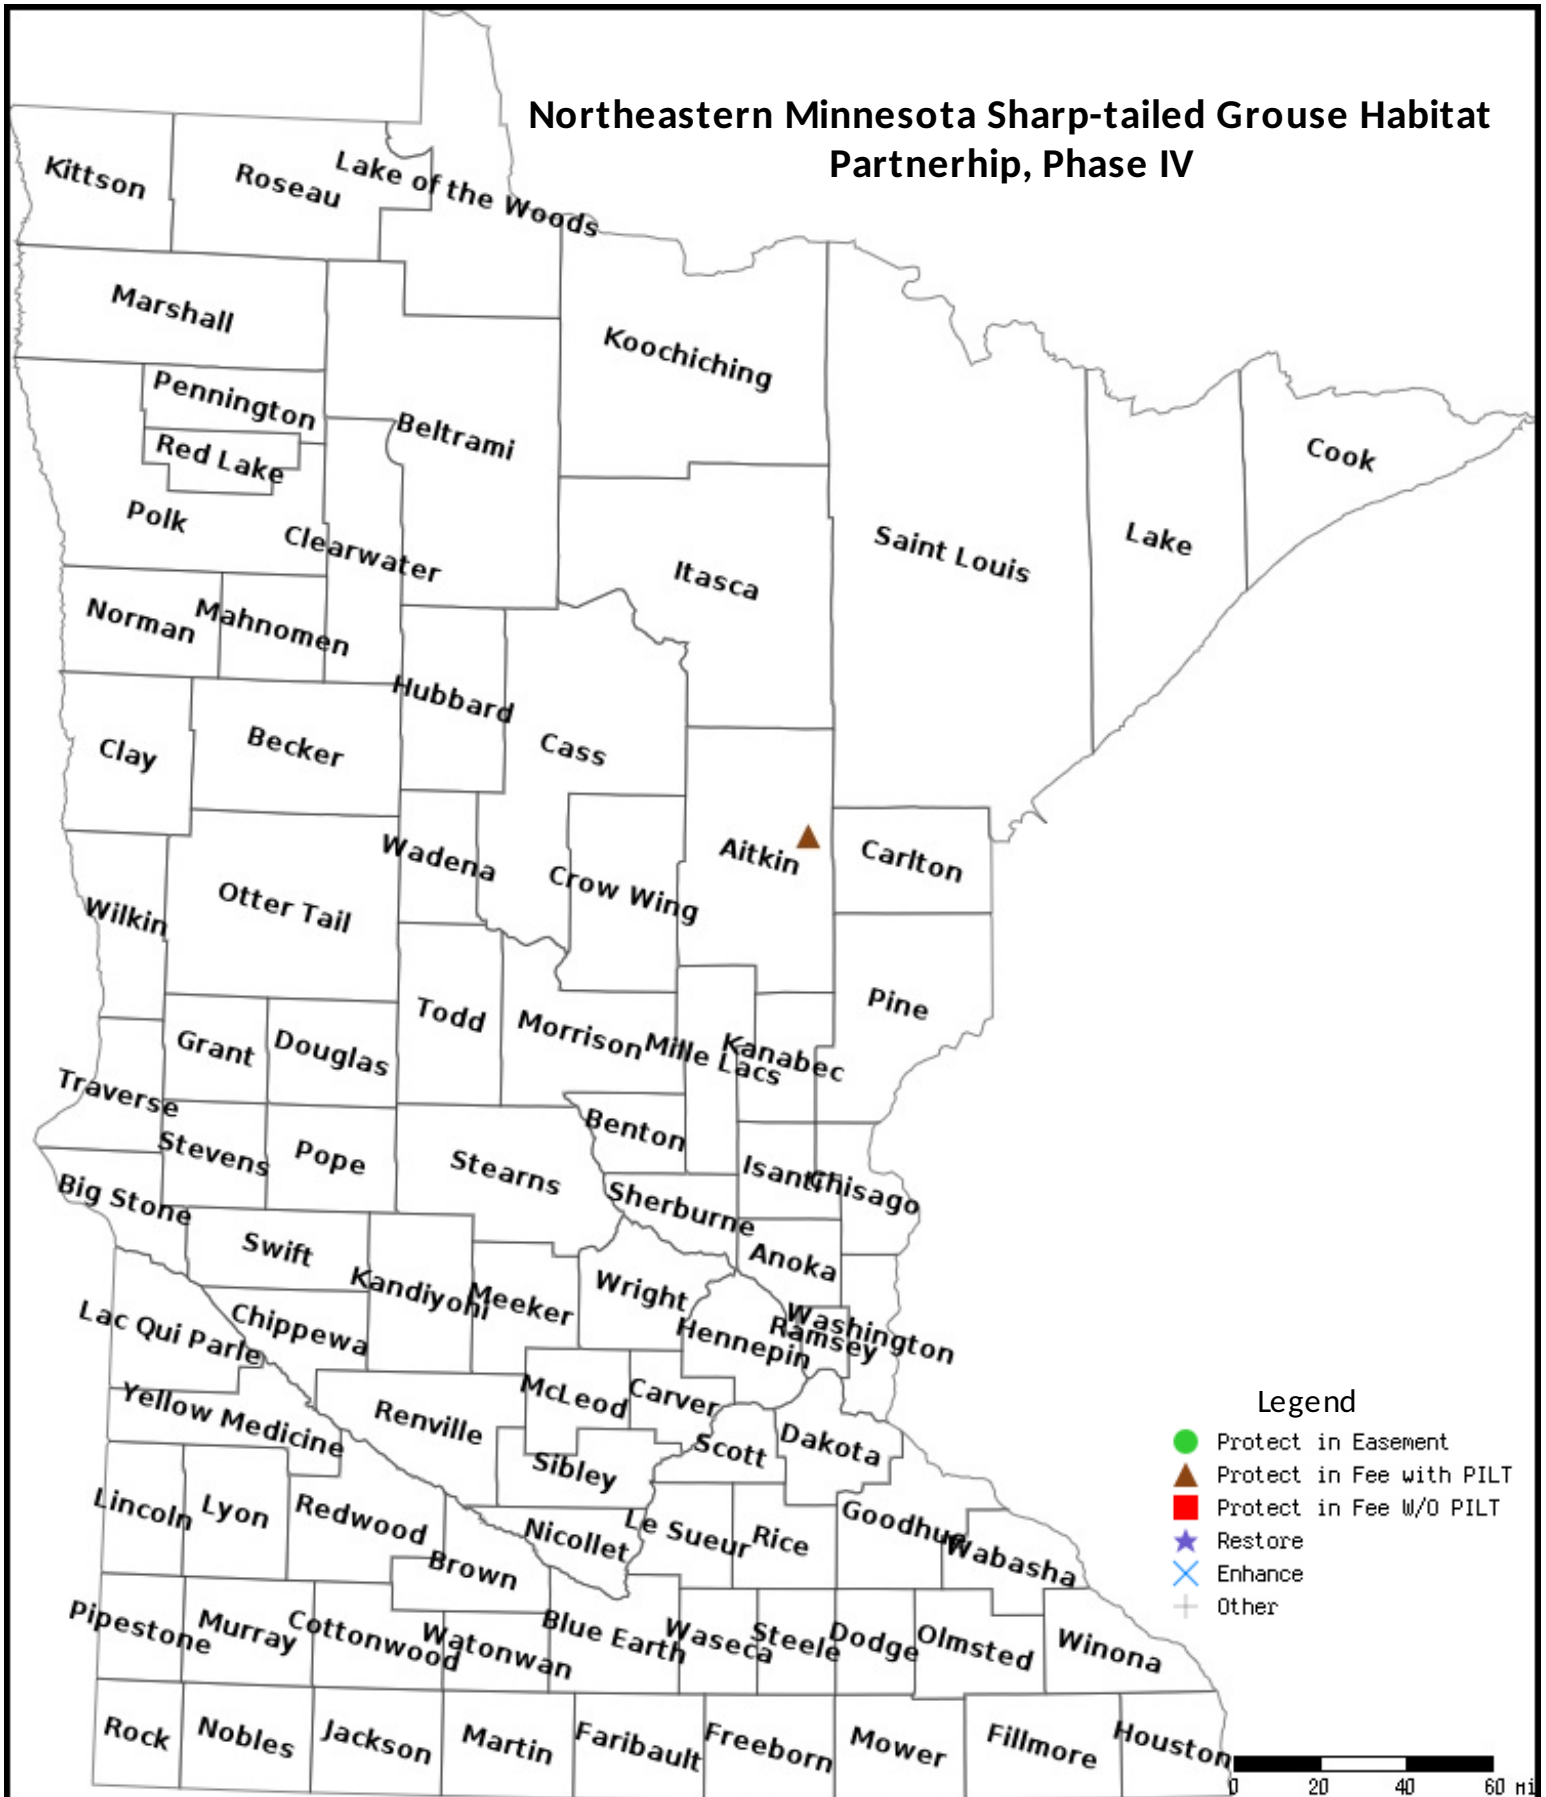 Northeastern Minnesota Sharp-tailed Grouse Habitat
Partnerhip, Phase IV
Kittson
Roseau
Lake of the Woods
Marshall
Koochiching
Pennington
Beltrami
Red Lake
Cook
Polk
Clearwater
Saint Louis
Lake
Itasca
Norman
Mahnomen
Hubbard
Clay
Becker
Cass
Wadena
Aitkin
Carlton
Crow Wing
Otter Tail
Wilkin
Todd
Pine
Morrison
Mille Lacs
Kanabec
Grant
Douglas
Traverse
Benton
Stevens
Pope
Stearns
Isanti
Chisago
Big Stone
Sherburne
Swift
Anoka
Kandiyohi
Meeker
Wright
Washington
Ramsey
Hennepin
Lac Qui Parle
Chippewa
McLeod
Carver
Yellow Medicine
Renville
Scott
Dakota
Sibley
Lincoln
Lyon
Redwood
Nicollet
Le Sueur
Rice
Goodhue
Wabasha
Brown
Pipestone
Murray
Cottonwood
Watonwan
Blue Earth
Waseca
Steele
Dodge
Olmsted
Winona
Rock
Nobles
Jackson
Martin
Faribault
Freeborn
Mower
Fillmore
Houston
Legend
Protect in Easement
Protect in Fee with PILT
Protect in Fee W/O PILT
Restore
Enhance
Other
0 20 40 60 mi